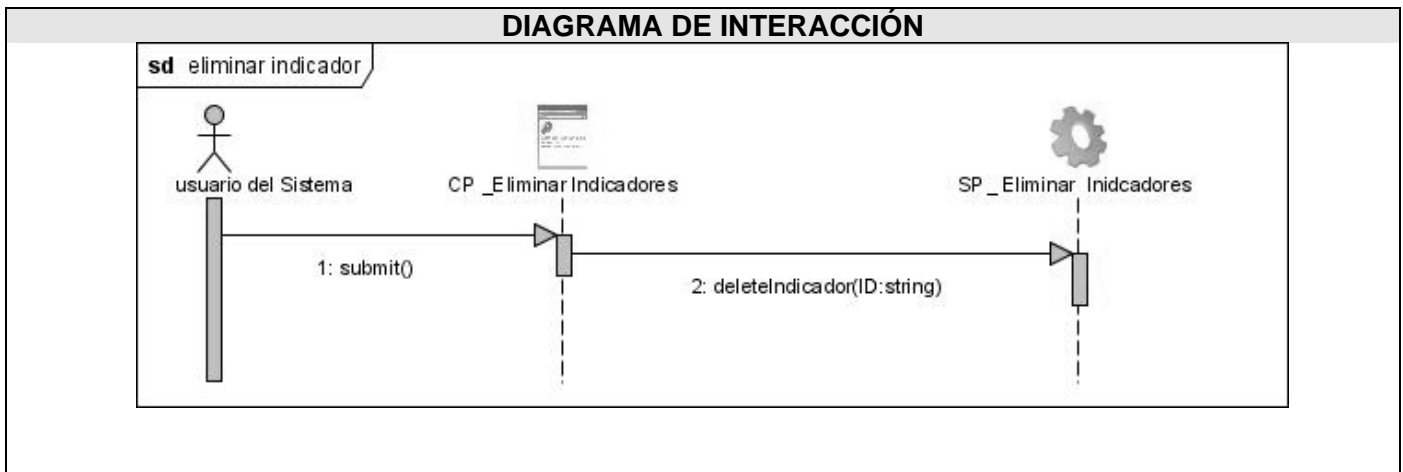 DIAGRAMA DE INTERACCIÓN
sd eliminar indicador
usuario del Sistema
CP _Eliminar Indicadores
SP _ Eliminar Inidcadores
1: submit()
2: deleteIndicador(ID:string)